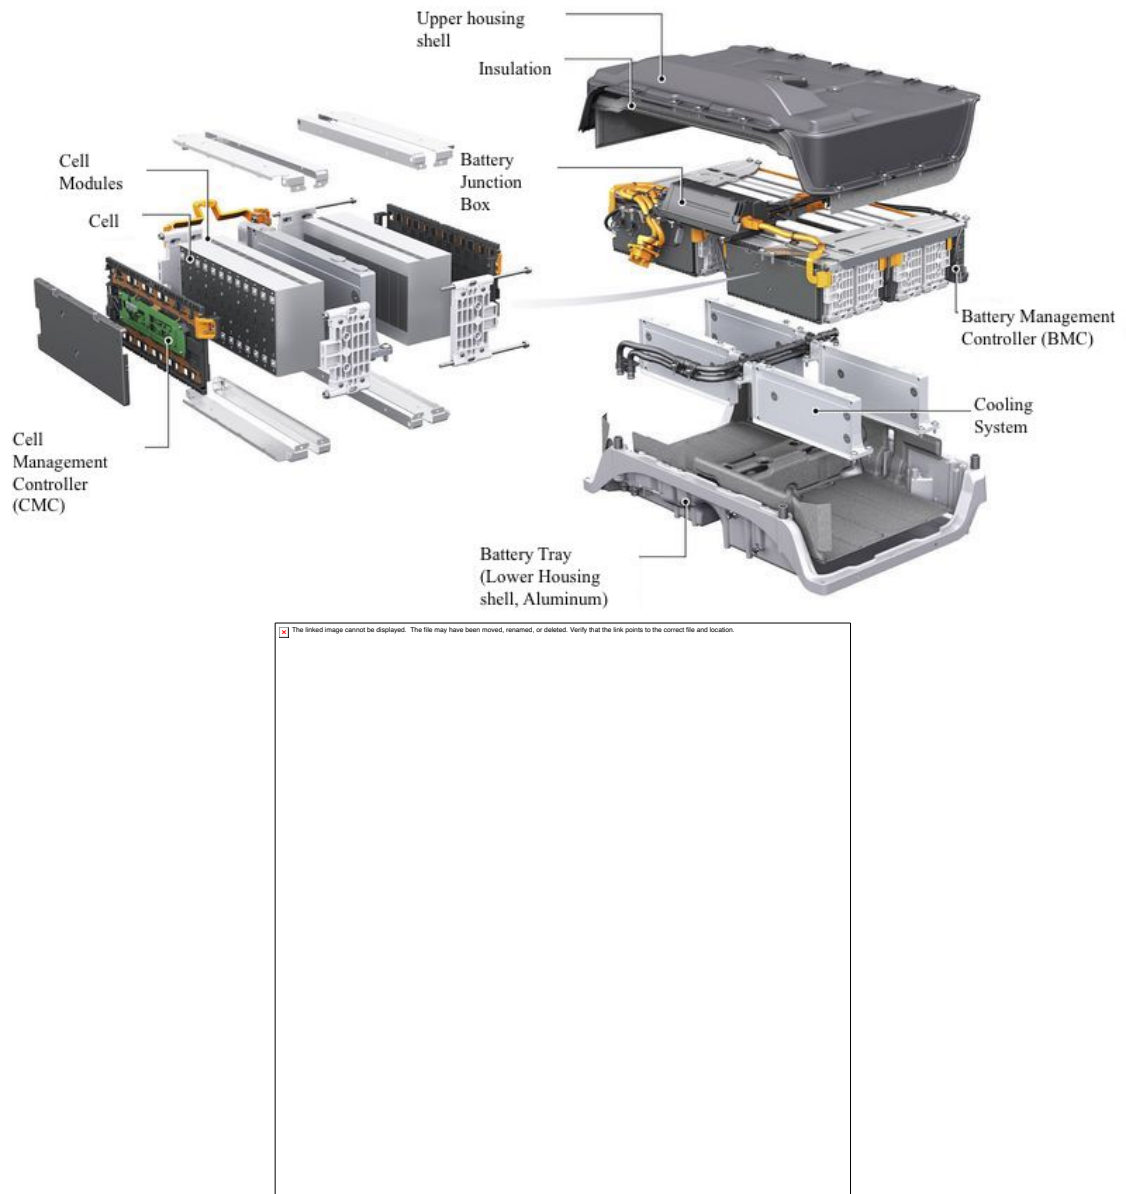 Upper housing
shell
Insulation
Cell
Modules
Cell
Battery
Junction
Box
Battery Management
Controller (BMC)
Cooling
System
Cell
Management
Controller
(CMC)
Battery Tray
(Lower Housing
shell, Aluminum)
The linked image cannot be displayed. The file may have been moved, renamed, or deleted. Verify that the link points to the correct file and location.